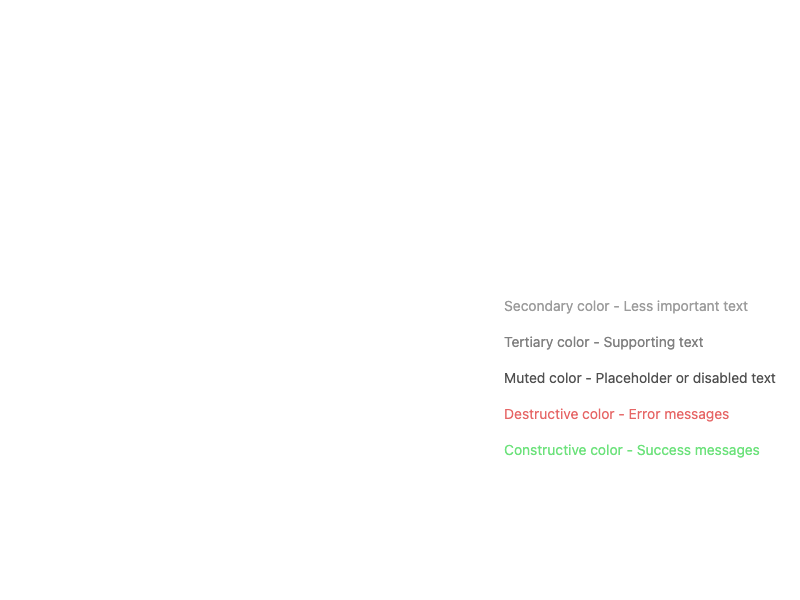 Secondary color - Less important text
Tertiary color - Supporting text
Muted color - Placeholder or disabled text
Destructive color - Error messages
Constructive color - Success messages